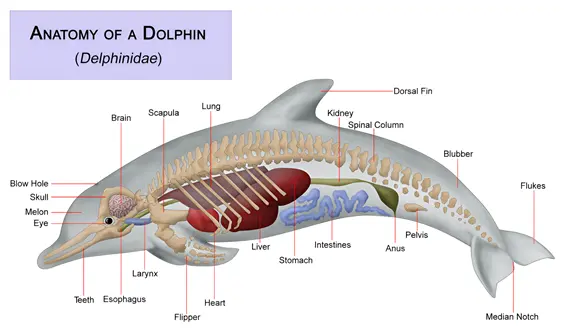 ANATOMY OF A DOLPHIN
(Delphinidae)
Dorsal Fin
Lung
Scapula
Kidney
Brain
Spinal Column
Blubber
Blow Hole
Flukes
Skull
Melon
Eye
Pelvis
Liver
Intestines
Anus
Stomach
Larynx
Teeth
Esophagus
Heart
Flipper
Median Notch